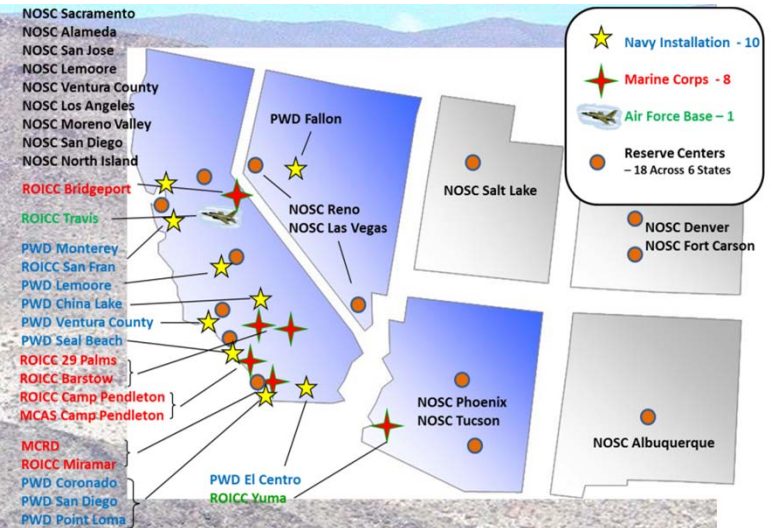 NOSC Sacramento
NOSC Alameda
NOSC San Jose
NOSC Lemoore
NOSC Ventura County
NOSC Los Angeles
NOSC Moreno Valley
NOSC San Diego
NOSC North Island
ROICC Bridgeport
ROICC Travis
PWD Monterey
ROICC San Fran
PWD Lemoore
PWD China Lake
PWD Ventura County
PWD Seal Beach
ROICC 29 Palms
ROICC Barstow
ROICC Camp Pendleton
MCAS Camp Pendleton
MCRD
ROICC Miramar
PWD Coronado
PWD San Diego
PWD Point Loma
PWD Fallon
NOSC Reno
NOSC Las Vegas
PWD El Centro
ROICC Yuma
NOSC Salt Lake
NOSC Phoenix
NOSC Tucson
Navy Installation - 10
Marine Corps - 8
Air Force Base – 1
Reserve Centers
– 18 Across 6 States
NOSC Denver
NOSC Fort Carson
NOSC Albuquerque